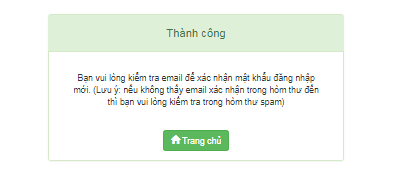 Thành công
Bạn vui lòng kiểm tra email để xác nhận mật khẩu đăng nhập
mới. (Lưu ý: nếu không thấy email xác nhận trong hòm thư đến
thì bạn vui lòng kiểm tra trong hòm thư spam)
Trang chủ